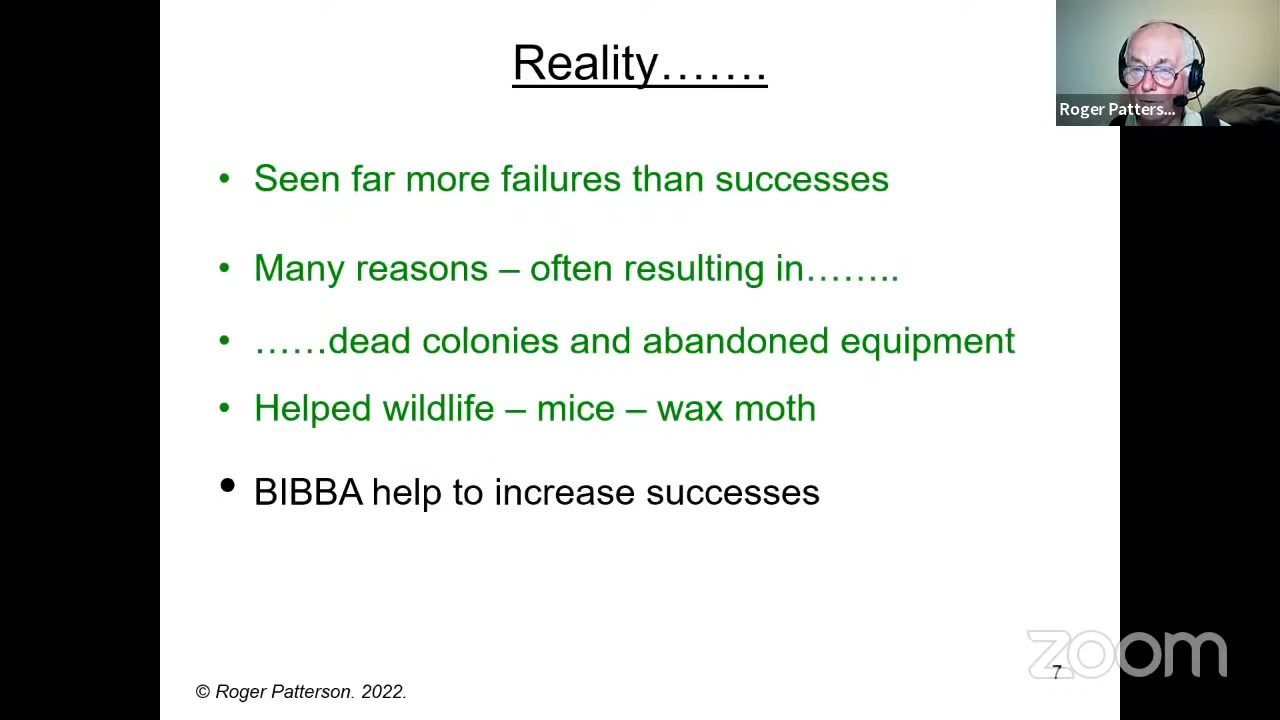 Reality…….
Roger Patters...
• Seen far more failures than successes
• Many reasons – often resulting in……..
• ……dead colonies and abandoned equipment
• Helped wildlife – mice – wax moth
• BIBBA help to increase successes
zoom
7
© Roger Patterson. 2022.